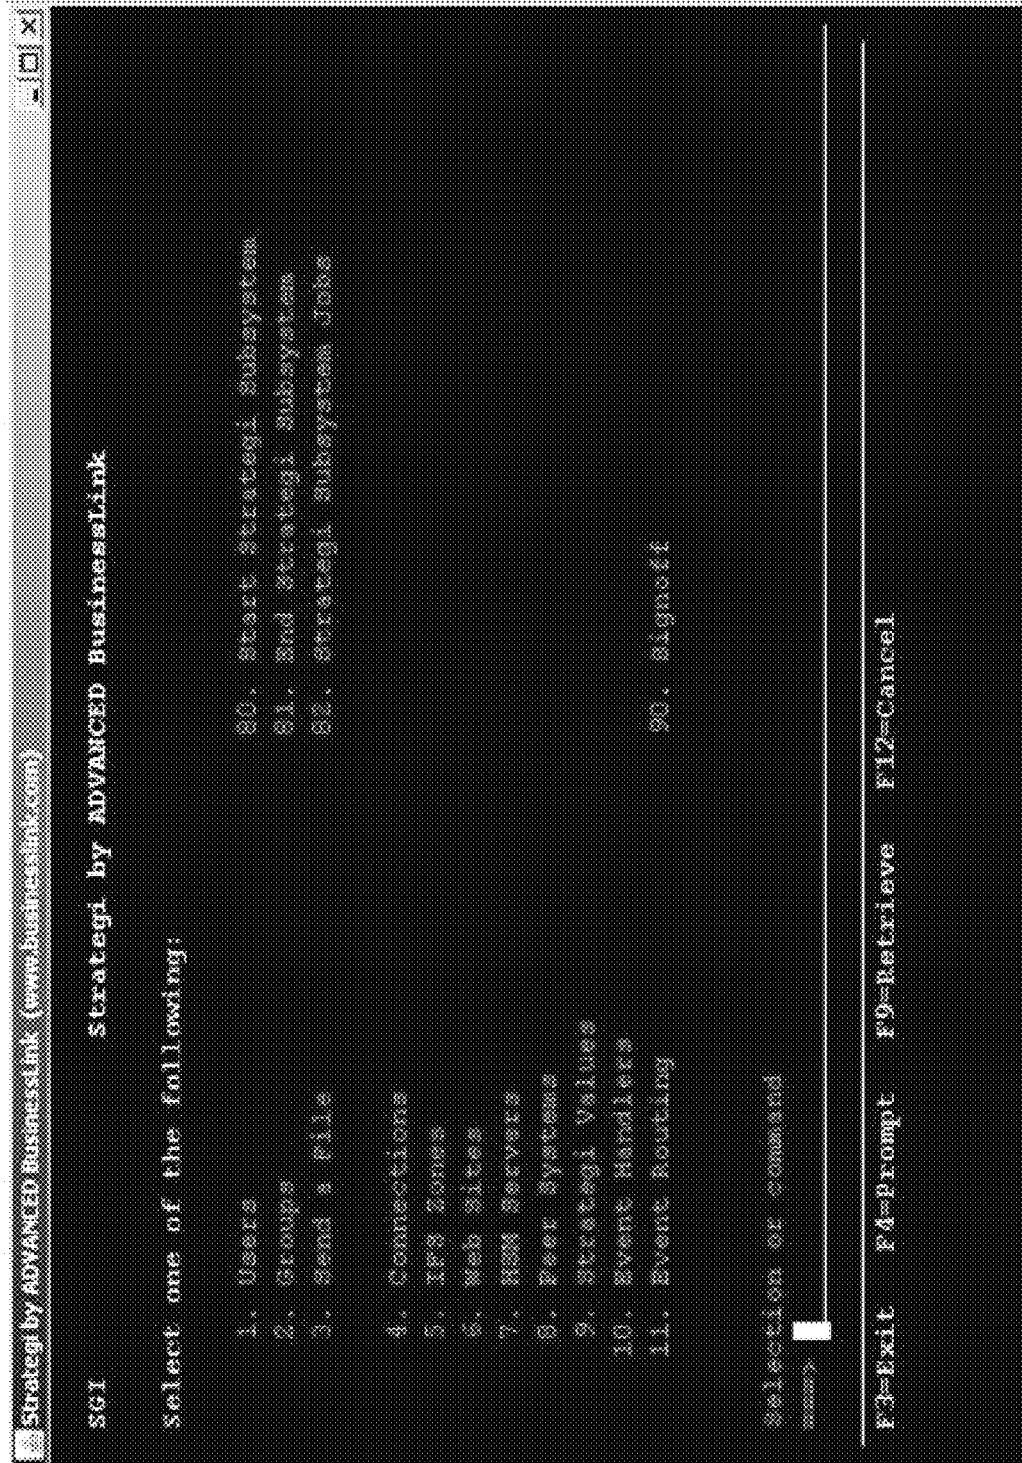 Strategi by ADVANCED BusinessLink (www.businesslink.com)
SGI Strategi by ADVANCED BusinessLink
Select one of the following:
1. Users 80. Start Strategi Subsystem
2. Groups 81. End Strategi Subsystem
3. Send a File 82. Strategi Subsystem Jobs
4. Connections
5. IFS Zones
6. Web Sites
7. HSM Servers
8. Peer Systems
9. Strategi Values
10. Event Handlers
11. Event Routing 90. Signoff
Selection or command
===>
F3=Exit F4=Prompt F9=Retrieve F12=Cancel